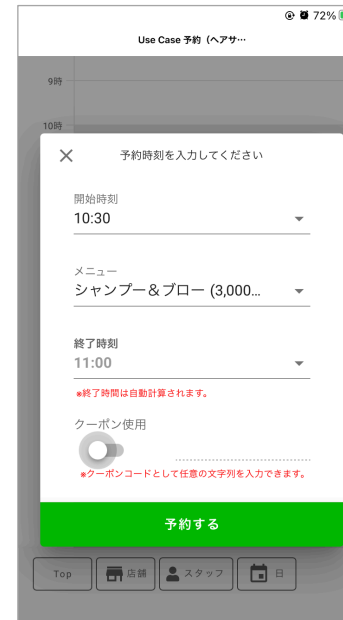 72%
Use Case 予約（ヘアサ…
9時
10時
予約時刻を入力してください
開始時刻
10:30
メニュー
シャンプー＆ブロー (3,000...
終了時刻
11:00
※終了時間は自動計算されます。
クーポン使用
※クーポンコードとして任意の文字列を入力できます。
予約する
Top 店舗 スタッフ 日